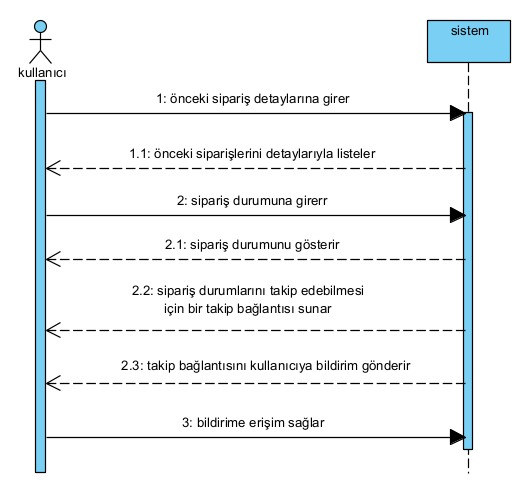 sistem
kullanıcı
1: önceki sipariş detaylarına girer
1.1: önceki siparişlerini detaylarıyla listeler
2: sipariş durumuna girerr
2.1: sipariş durumunu gösterir
2.2: sipariş durumlarını takip edebilmesi
için bir takip bağlantısı sunar
2.3: takip bağlantısını kullanıcıya bildirim gönderir
3: bildirime erişim sağlar